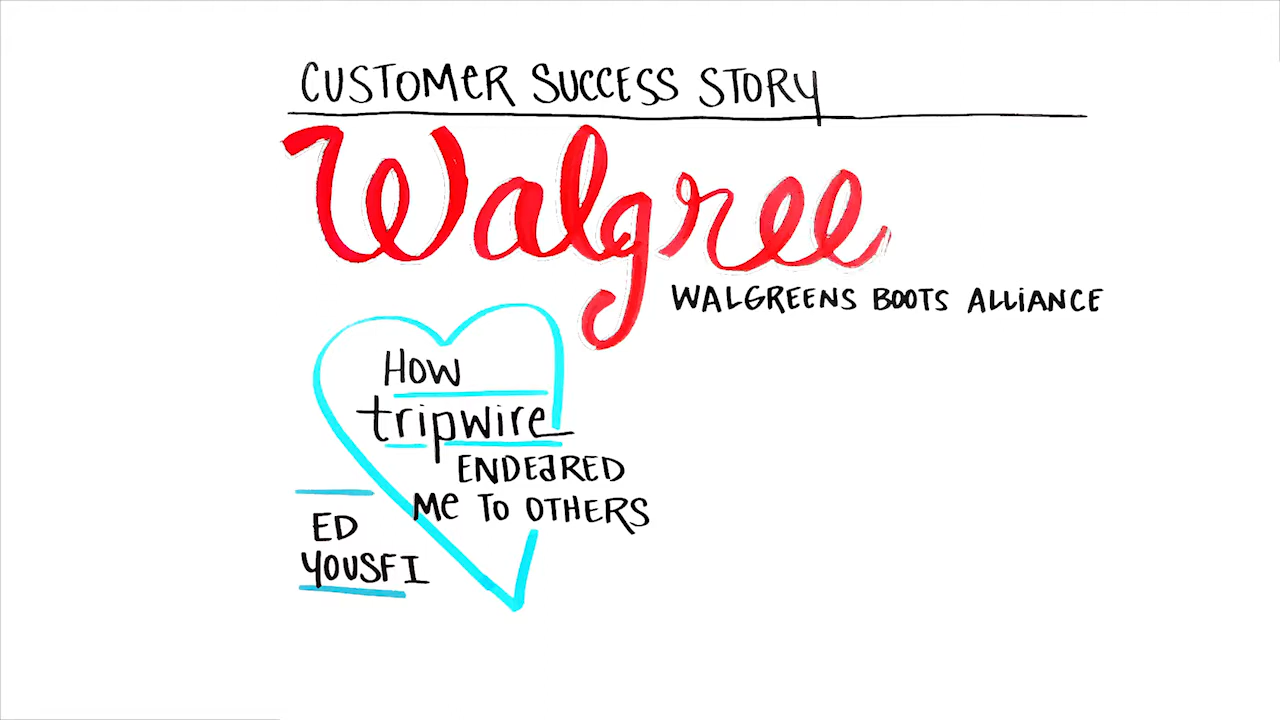 CUSTOMER SUCCESS STORY
Walgree
WALGREENS BOOTS ALLIANCE
HOW
tripwire
ENDEARED
Me TO OTHERS
ED
YOUSFI